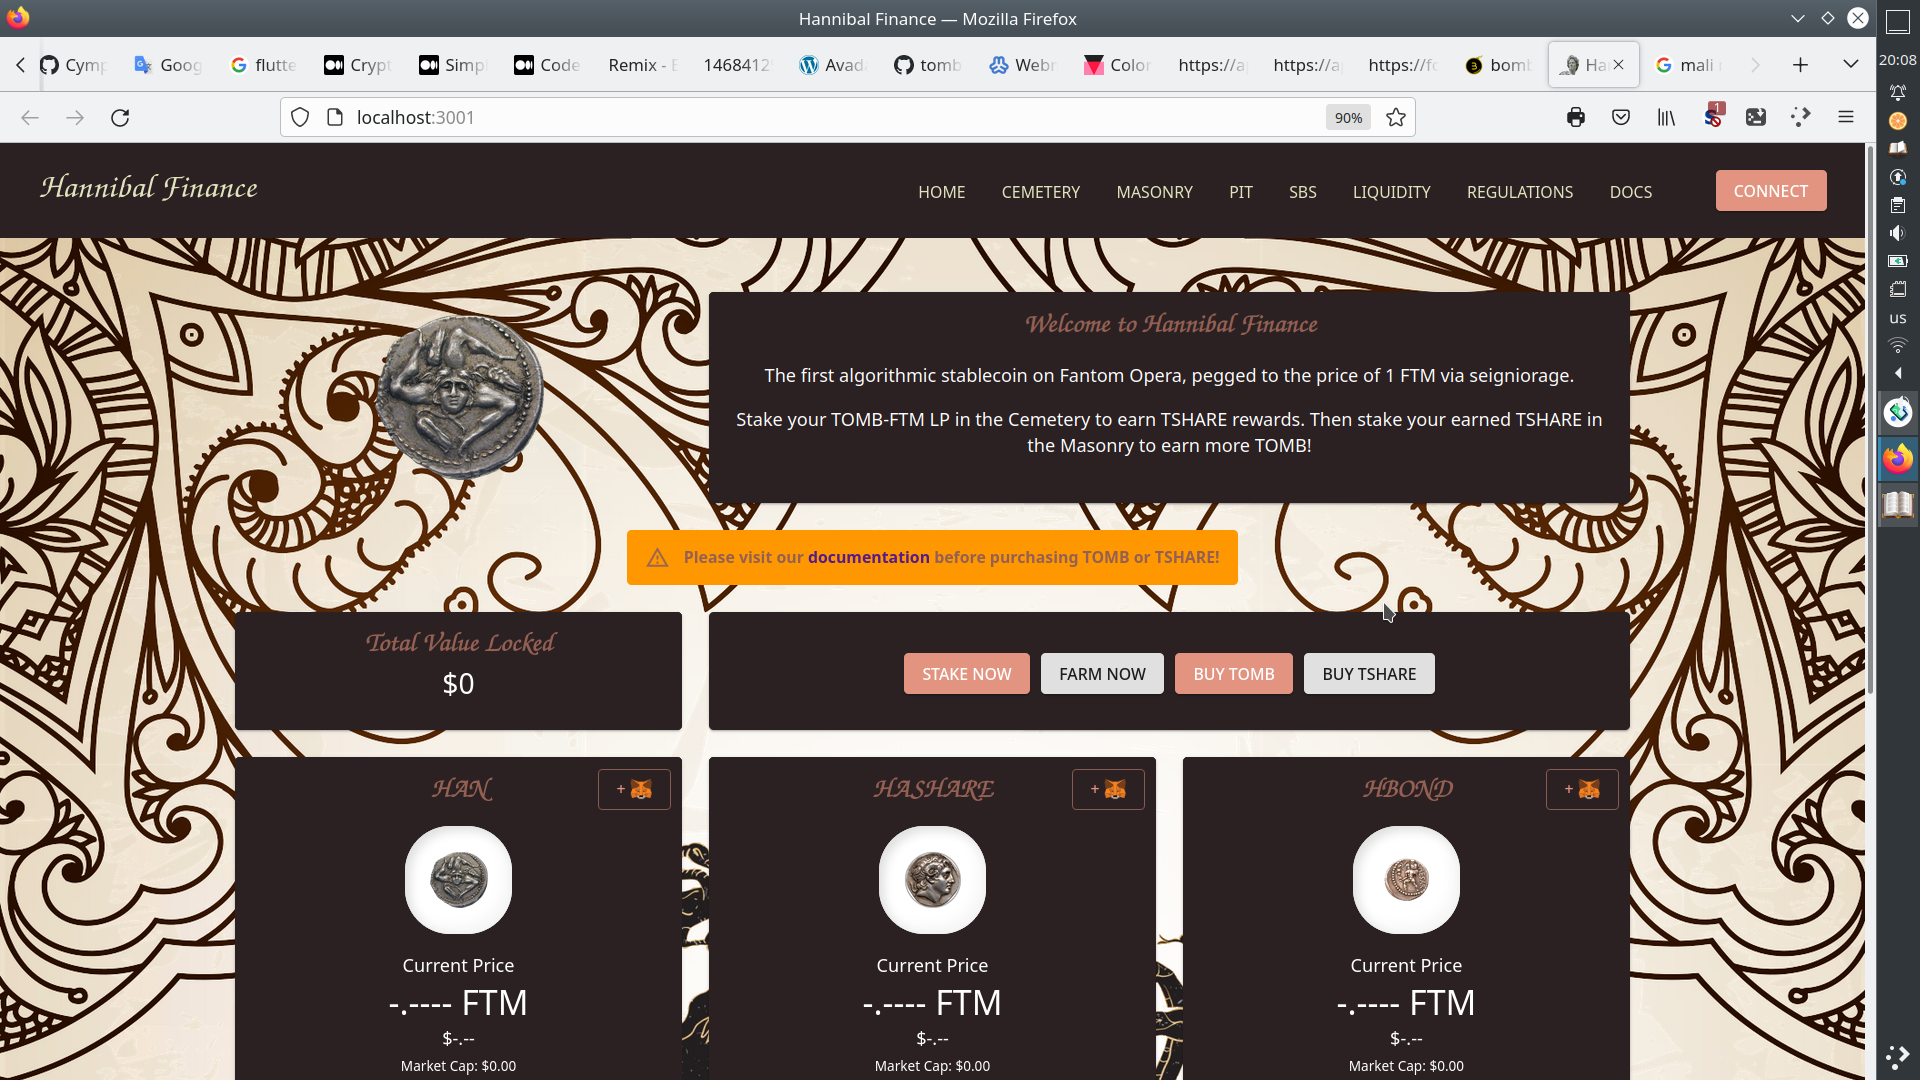 Hannibal Finance — Mozilla Firefox
20:08
Cymp
Goog
flutte
Crypt
Simpl
Code
Remix - E
14684129
Avad
tomb
Webr
Color
https://a
https://a
https://fo
bomb
Ha
mali
localhost:3001
90%
1
Hannibal Finance
HOME
CEMETERY
MASONRY
PIT
SBS
LIQUIDITY
REGULATIONS
DOCS
CONNECT
us
Welcome to Hannibal Finance
The first algorithmic stablecoin on Fantom Opera, pegged to the price of 1 FTM via seigniorage.
Stake your TOMB-FTM LP in the Cemetery to earn TSHARE rewards. Then stake your earned TSHARE in
the Masonry to earn more TOMB!
Please visit our documentation before purchasing TOMB or TSHARE!
Total Value Locked
$0
STAKE NOW
FARM NOW
BUY TOMB
BUY TSHARE
HAN
+
Current Price
-.---- FTM
$-.--
Market Cap: $0.00
HASHARE
+
Current Price
-.---- FTM
$-.--
Market Cap: $0.00
HBOND
+
Current Price
-.---- FTM
$-.--
Market Cap: $0.00